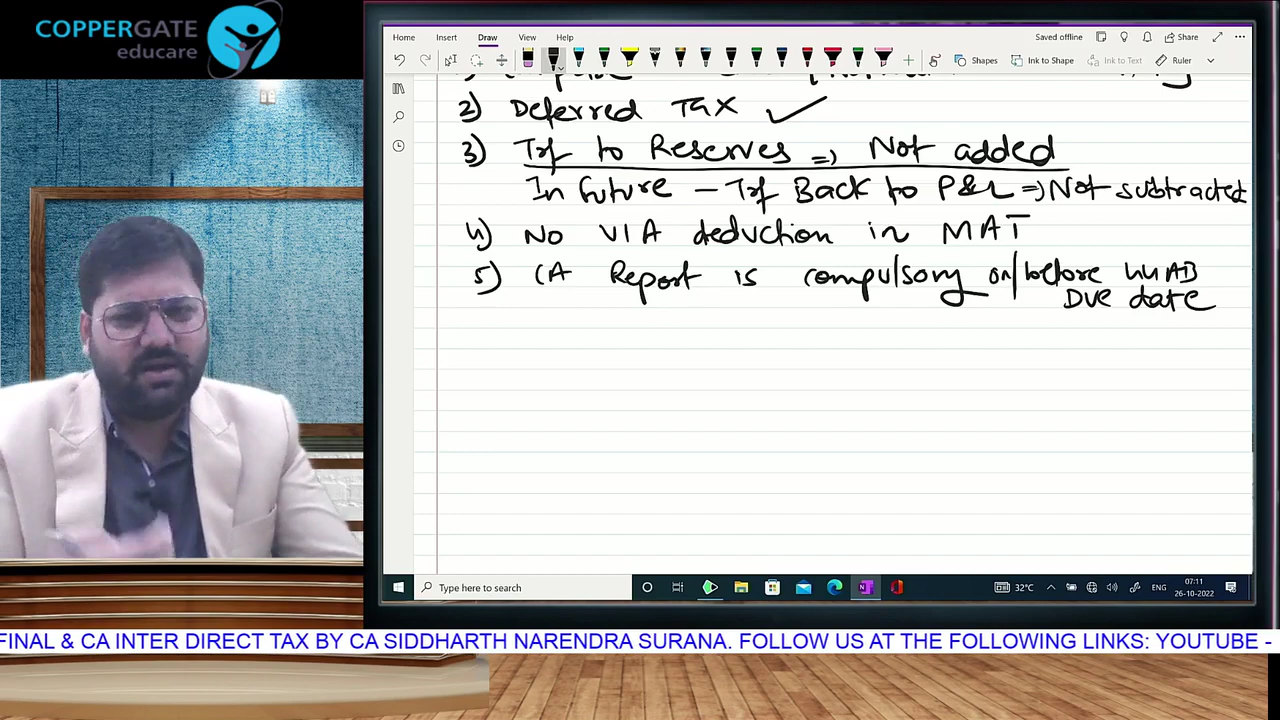 COPPERGATE
educare
Home Insert Draw View Help
Saved offline Share
Shapes Ink to Shape Ink to Text Ruler
2) Deferred Tax
3) Trf to Reserves => Not added
In future - Trf Back to P&L => Not subtracted
4) No VIA deduction in MAT
5) CA Report is compulsory on/before 44AB
Due date
Type here to search
32°C ENG 07:11
26-10-2022
FINAL & CA INTER DIRECT TAX BY CA SIDDHARTH NARENDRA SURANA. FOLLOW US AT THE FOLLOWING LINKS: YOUTUBE -